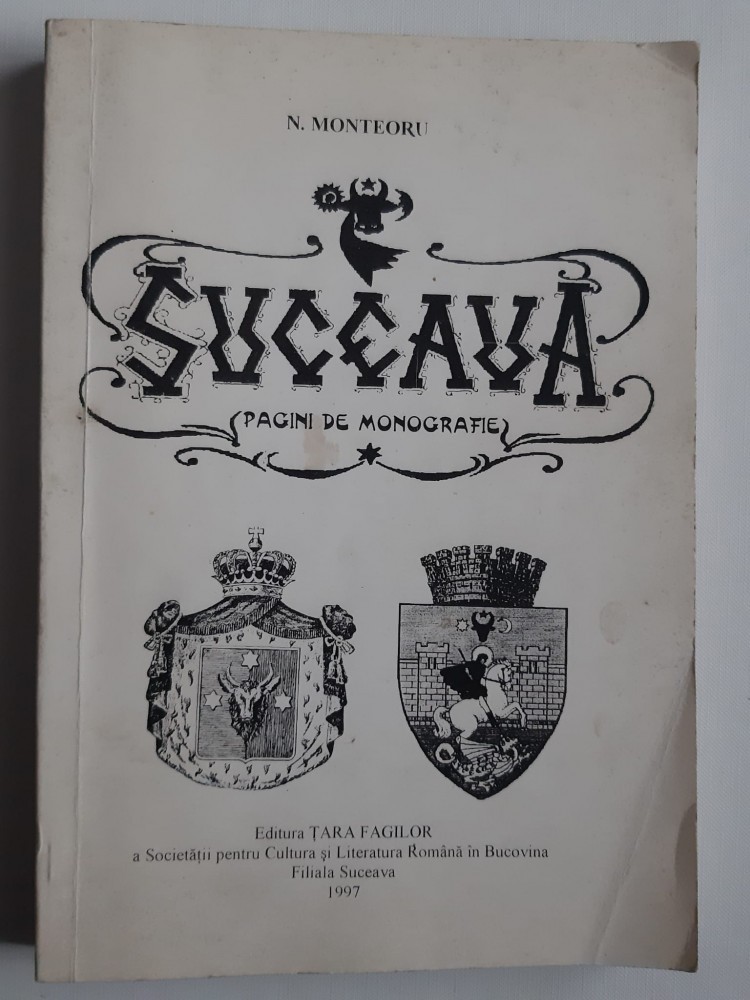 N. MONTEORU
SUCEAVA
PAGINI DE MONOGRAFIE
Editura ȚARA FAGILOR
a Societății pentru Cultura și Literatura Română în Bucovina
Filiala Suceava
1997